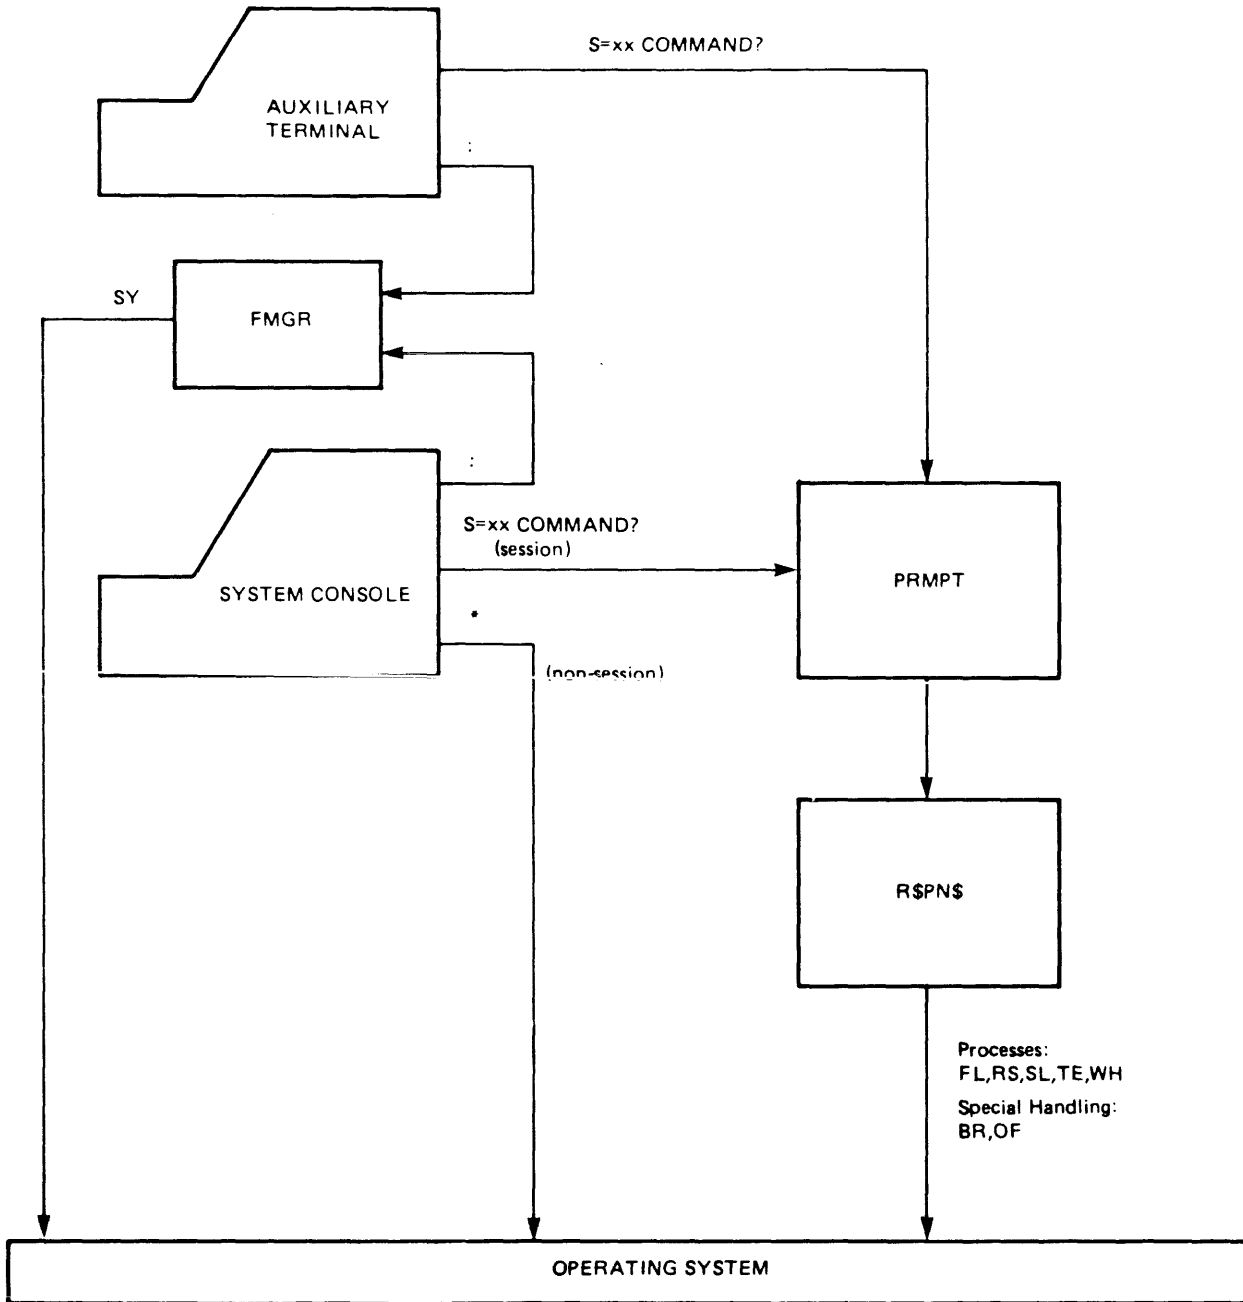 S=xx COMMAND?
AUXILIARY
TERMINAL
:
SY
FMGR
:
S=xx COMMAND?
(session)
PRMPT
SYSTEM CONSOLE
*
(non-session)
R$PN$
Processes:
FL,RS,SL,TE,WH
Special Handling:
BR,OF
OPERATING SYSTEM